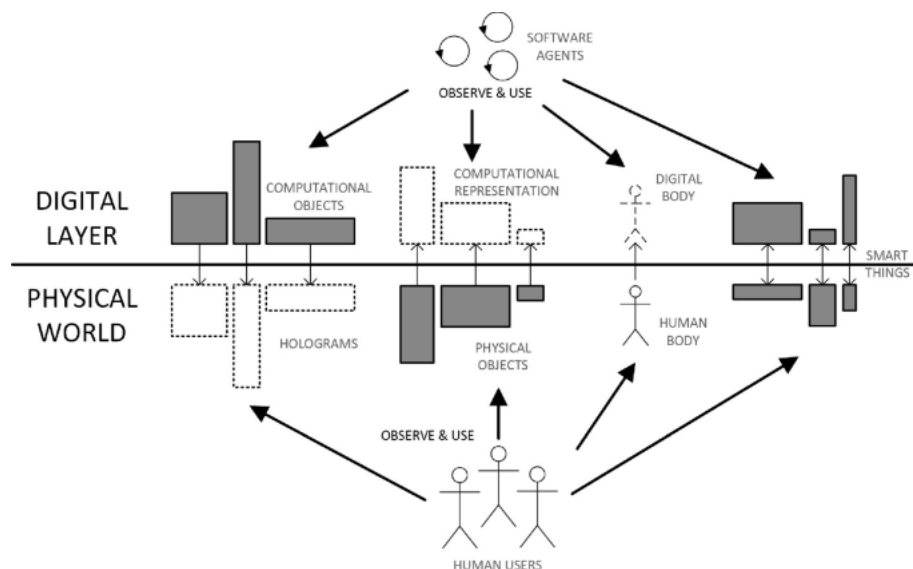 SOFTWARE
AGENTS
OBSERVE & USE
COMPUTATIONAL
OBJECTS
COMPUTATIONAL
REPRESENTATION
DIGITAL
BODY
DIGITAL
LAYER
SMART
THINGS
PHYSICAL
WORLD
HOLOGRAMS
PHYSICAL
OBJECTS
HUMAN
BODY
OBSERVE & USE
HUMAN USERS